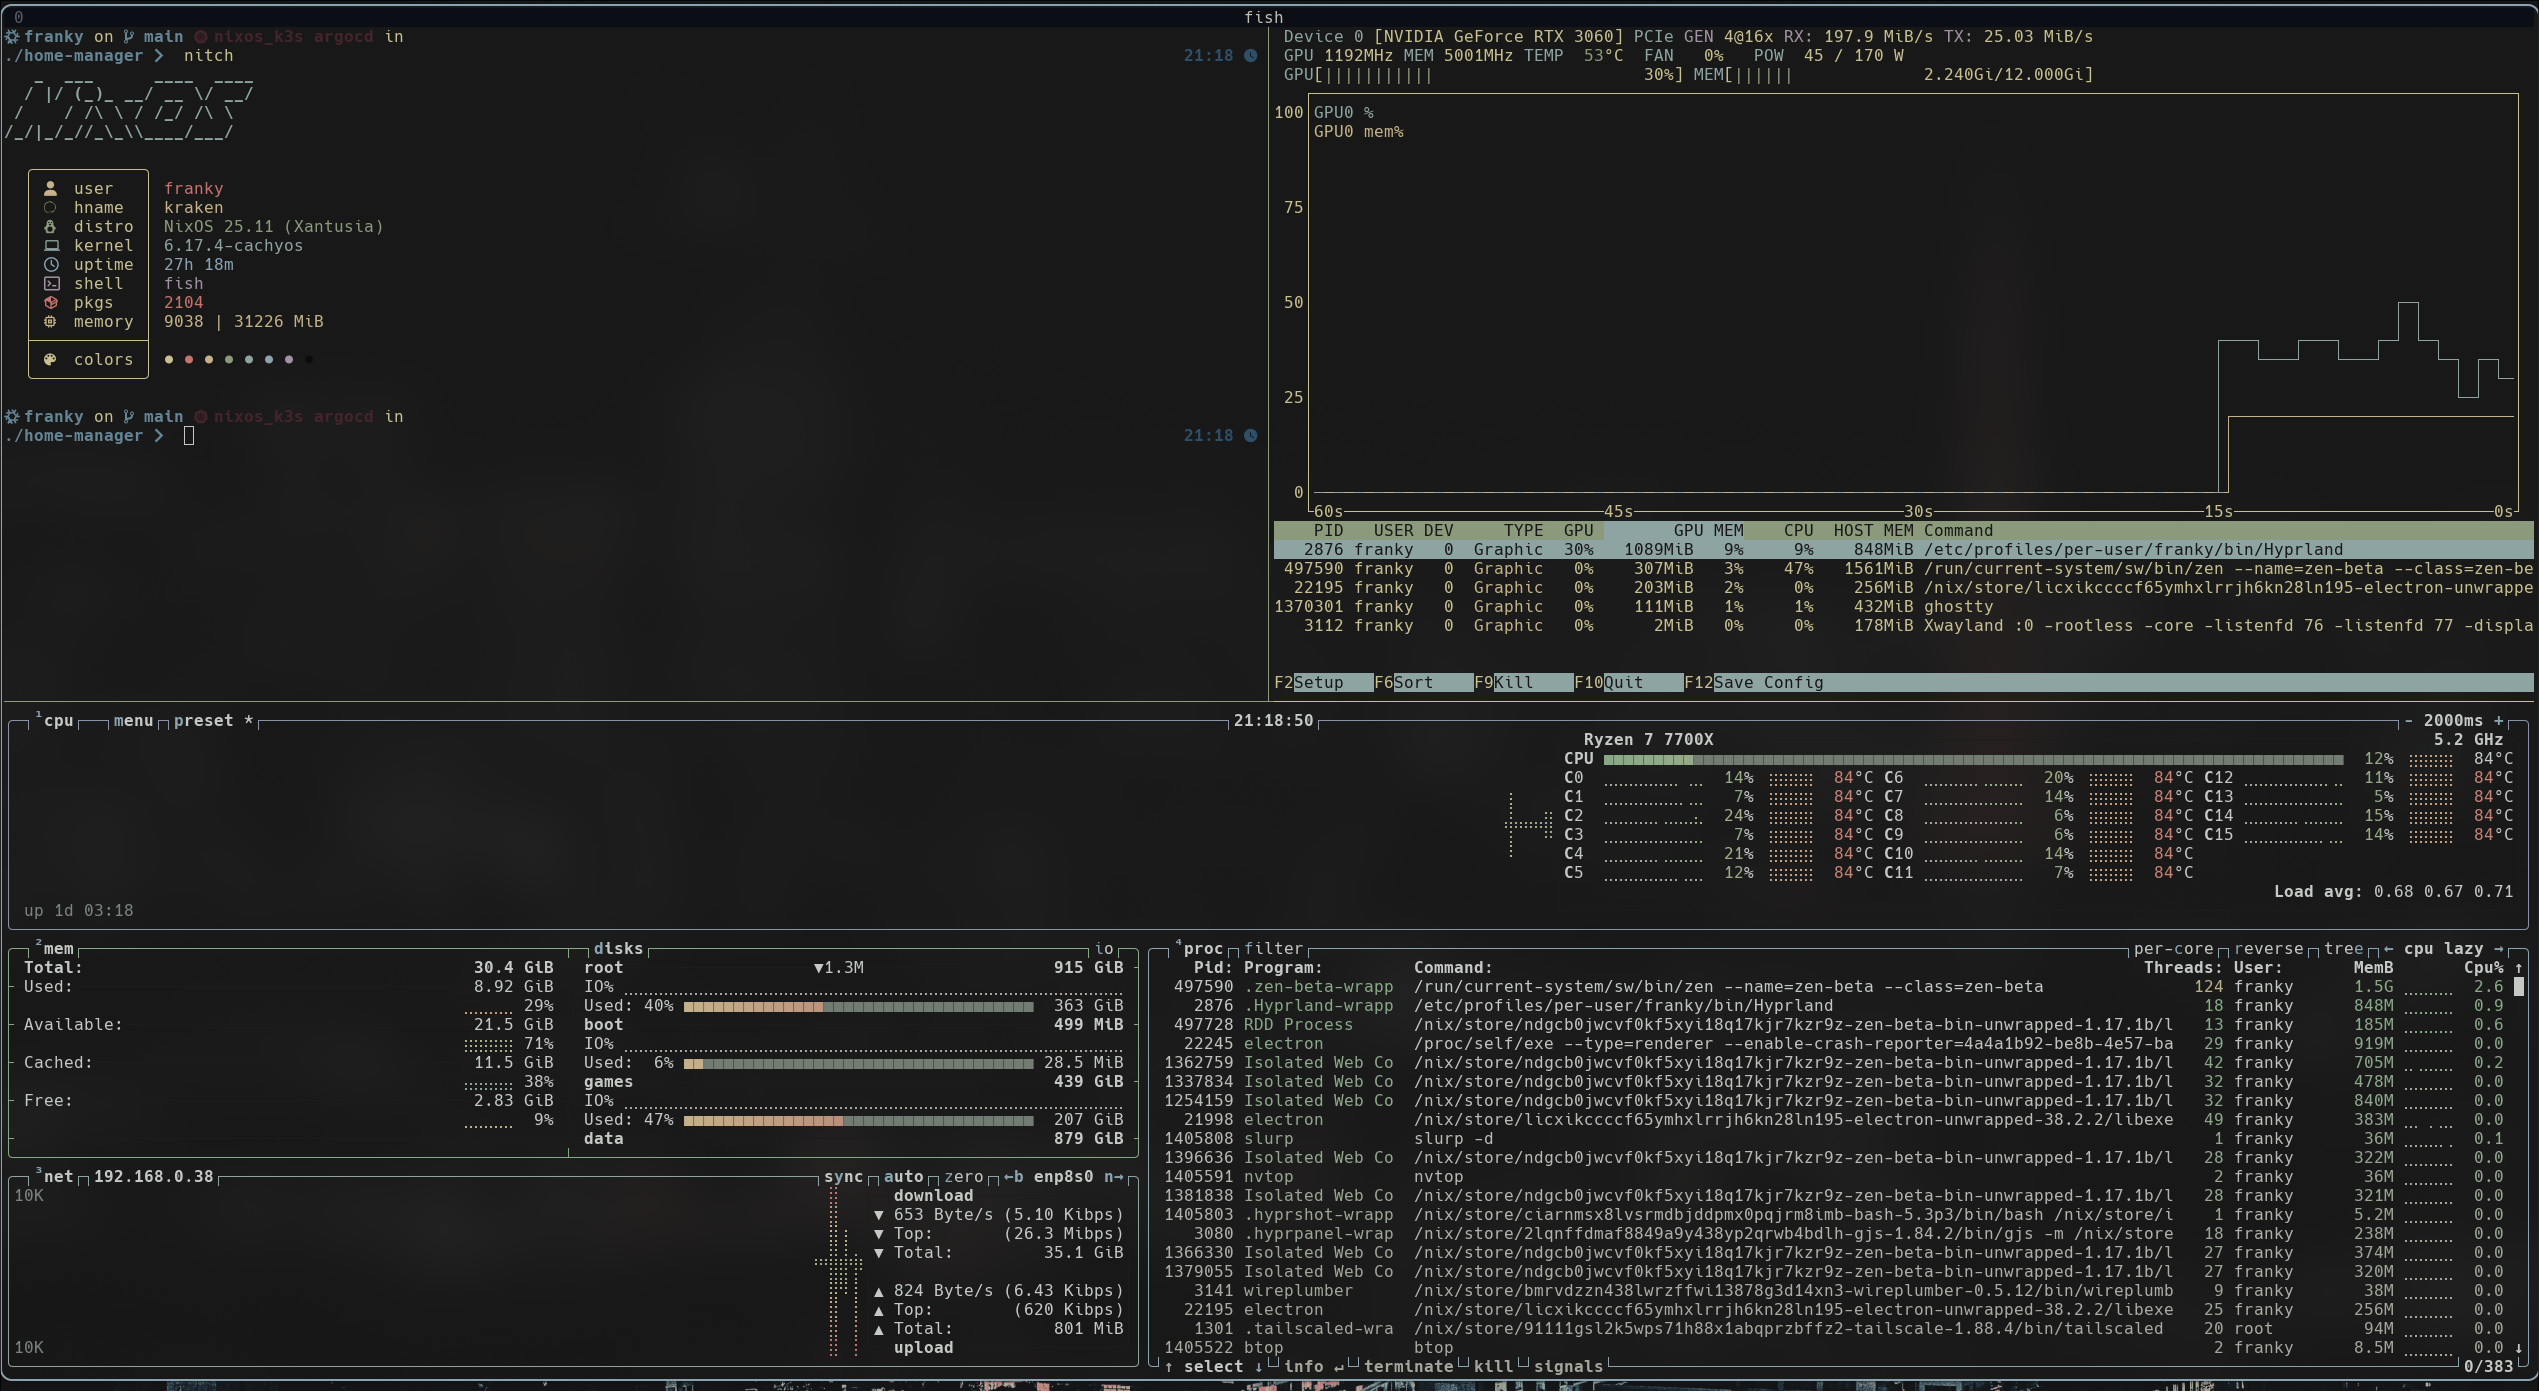 0 fish
franky on main nixos_k3s argocd in
./home-manager ❯ nitch 21:18
user franky
hname kraken
distro NixOS 25.11 (Xantusia)
kernel 6.17.4-cachyos
uptime 27h 18m
shell fish
pkgs 2104
memory 9038 | 31226 MiB
colors
franky on main nixos_k3s argocd in
./home-manager ❯ 21:18
Device 0 [NVIDIA GeForce RTX 3060] PCIe GEN 4@16x RX: 197.9 MiB/s TX: 25.03 MiB/s
GPU 1192MHz MEM 5001MHz TEMP 53°C FAN 0% POW 45 / 170 W
GPU[||||||||||| 30%] MEM[|||||| 2.240Gi/12.000Gi]
100 GPU0 %
GPU0 mem%
75
50
25
0
60s 45s 30s 15s 0s
PID USER DEV TYPE GPU GPU MEM CPU HOST MEM Command
2876 franky 0 Graphic 30% 1089MiB 9% 9% 848MiB /etc/profiles/per-user/franky/bin/Hyprland
497590 franky 0 Graphic 0% 307MiB 3% 47% 1561MiB /run/current-system/sw/bin/zen --name=zen-beta --class=zen-be
22195 franky 0 Graphic 0% 203MiB 2% 0% 256MiB /nix/store/licxikccccf65ymhxlrrjh6kn28ln195-electron-unwrappe
1370301 franky 0 Graphic 0% 111MiB 1% 1% 432MiB ghostty
3112 franky 0 Graphic 0% 2MiB 0% 0% 178MiB Xwayland :0 -rootless -core -listenfd 76 -listenfd 77 -displa
F2Setup F6Sort F9Kill F10Quit F12Save Config
¹cpu menu preset * 21:18:50 - 2000ms +
Ryzen 7 7700X 5.2 GHz
CPU 12% 84°C
C0 14% 84°C C6 20% 84°C C12 11% 84°C
C1 7% 84°C C7 14% 84°C C13 5% 84°C
C2 24% 84°C C8 6% 84°C C14 15% 84°C
C3 7% 84°C C9 6% 84°C C15 14% 84°C
C4 21% 84°C C10 14% 84°C
C5 12% 84°C C11 7% 84°C
Load avg: 0.68 0.67 0.71
up 1d 03:18
²mem
Total: 30.4 GiB
Used: 8.92 GiB
29%
Available: 21.5 GiB
71%
Cached: 11.5 GiB
38%
Free: 2.83 GiB
9%
disks io
root ▼1.3M 915 GiB
IO%
Used: 40% 363 GiB
boot 499 MiB
IO%
Used: 6% 28.5 MiB
games 439 GiB
IO%
Used: 47% 207 GiB
data 879 GiB
³net 192.168.0.38 sync auto zero ←b enp8s0 n→
10K
download
▼ 653 Byte/s (5.10 Kibps)
▼ Top: (26.3 Mibps)
▼ Total: 35.1 GiB
▲ 824 Byte/s (6.43 Kibps)
▲ Top: (620 Kibps)
▲ Total: 801 MiB
upload
10K
⁴proc filter per-core reverse tree ← cpu lazy →
Pid: Program: Command: Threads: User: MemB Cpu% ↑
497590 .zen-beta-wrapp /run/current-system/sw/bin/zen --name=zen-beta --class=zen-beta 124 franky 1.5G 2.6
2876 .Hyprland-wrapp /etc/profiles/per-user/franky/bin/Hyprland 18 franky 848M 0.9
497728 RDD Process /nix/store/ndgcb0jwcvf0kf5xyi18q17kjr7kzr9z-zen-beta-bin-unwrapped-1.17.1b/l 13 franky 185M 0.6
22245 electron /proc/self/exe --type=renderer --enable-crash-reporter=4a4a1b92-be8b-4e57-ba 29 franky 919M 0.0
1362759 Isolated Web Co /nix/store/ndgcb0jwcvf0kf5xyi18q17kjr7kzr9z-zen-beta-bin-unwrapped-1.17.1b/l 42 franky 705M 0.2
1337834 Isolated Web Co /nix/store/ndgcb0jwcvf0kf5xyi18q17kjr7kzr9z-zen-beta-bin-unwrapped-1.17.1b/l 32 franky 478M 0.0
1254159 Isolated Web Co /nix/store/ndgcb0jwcvf0kf5xyi18q17kjr7kzr9z-zen-beta-bin-unwrapped-1.17.1b/l 32 franky 840M 0.0
21998 electron /nix/store/licxikccccf65ymhxlrrjh6kn28ln195-electron-unwrapped-38.2.2/libexe 49 franky 383M 0.0
1405808 slurp slurp -d 1 franky 36M 0.1
1396636 Isolated Web Co /nix/store/ndgcb0jwcvf0kf5xyi18q17kjr7kzr9z-zen-beta-bin-unwrapped-1.17.1b/l 28 franky 322M 0.0
1405591 nvtop nvtop 2 franky 36M 0.0
1381838 Isolated Web Co /nix/store/ndgcb0jwcvf0kf5xyi18q17kjr7kzr9z-zen-beta-bin-unwrapped-1.17.1b/l 28 franky 321M 0.0
1405803 .hyprshot-wrapp /nix/store/ciarnmsx8lvsrmdbjddpmx0pqjrm8imb-bash-5.3p3/bin/bash /nix/store/i 1 franky 5.2M 0.0
3080 .hyprpanel-wrap /nix/store/2lqnffdmaf8849a9y438yp2qrwb4bdlh-gjs-1.84.2/bin/gjs -m /nix/store 18 franky 238M 0.0
1366330 Isolated Web Co /nix/store/ndgcb0jwcvf0kf5xyi18q17kjr7kzr9z-zen-beta-bin-unwrapped-1.17.1b/l 27 franky 374M 0.0
1379055 Isolated Web Co /nix/store/ndgcb0jwcvf0kf5xyi18q17kjr7kzr9z-zen-beta-bin-unwrapped-1.17.1b/l 27 franky 320M 0.0
3141 wireplumber /nix/store/bmrvdzzn438lwrzffwi13878g3d14xn3-wireplumber-0.5.12/bin/wireplumb 9 franky 38M 0.0
22195 electron /nix/store/licxikccccf65ymhxlrrjh6kn28ln195-electron-unwrapped-38.2.2/libexe 25 franky 256M 0.0
1301 .tailscaled-wra /nix/store/91111gsl2k5wps71h88x1abqprzbffz2-tailscale-1.88.4/bin/tailscaled 20 root 94M 0.0
1405522 btop btop 2 franky 8.5M 0.0 ↓
↑ select ↓ info ↵ terminate kill signals 0/383